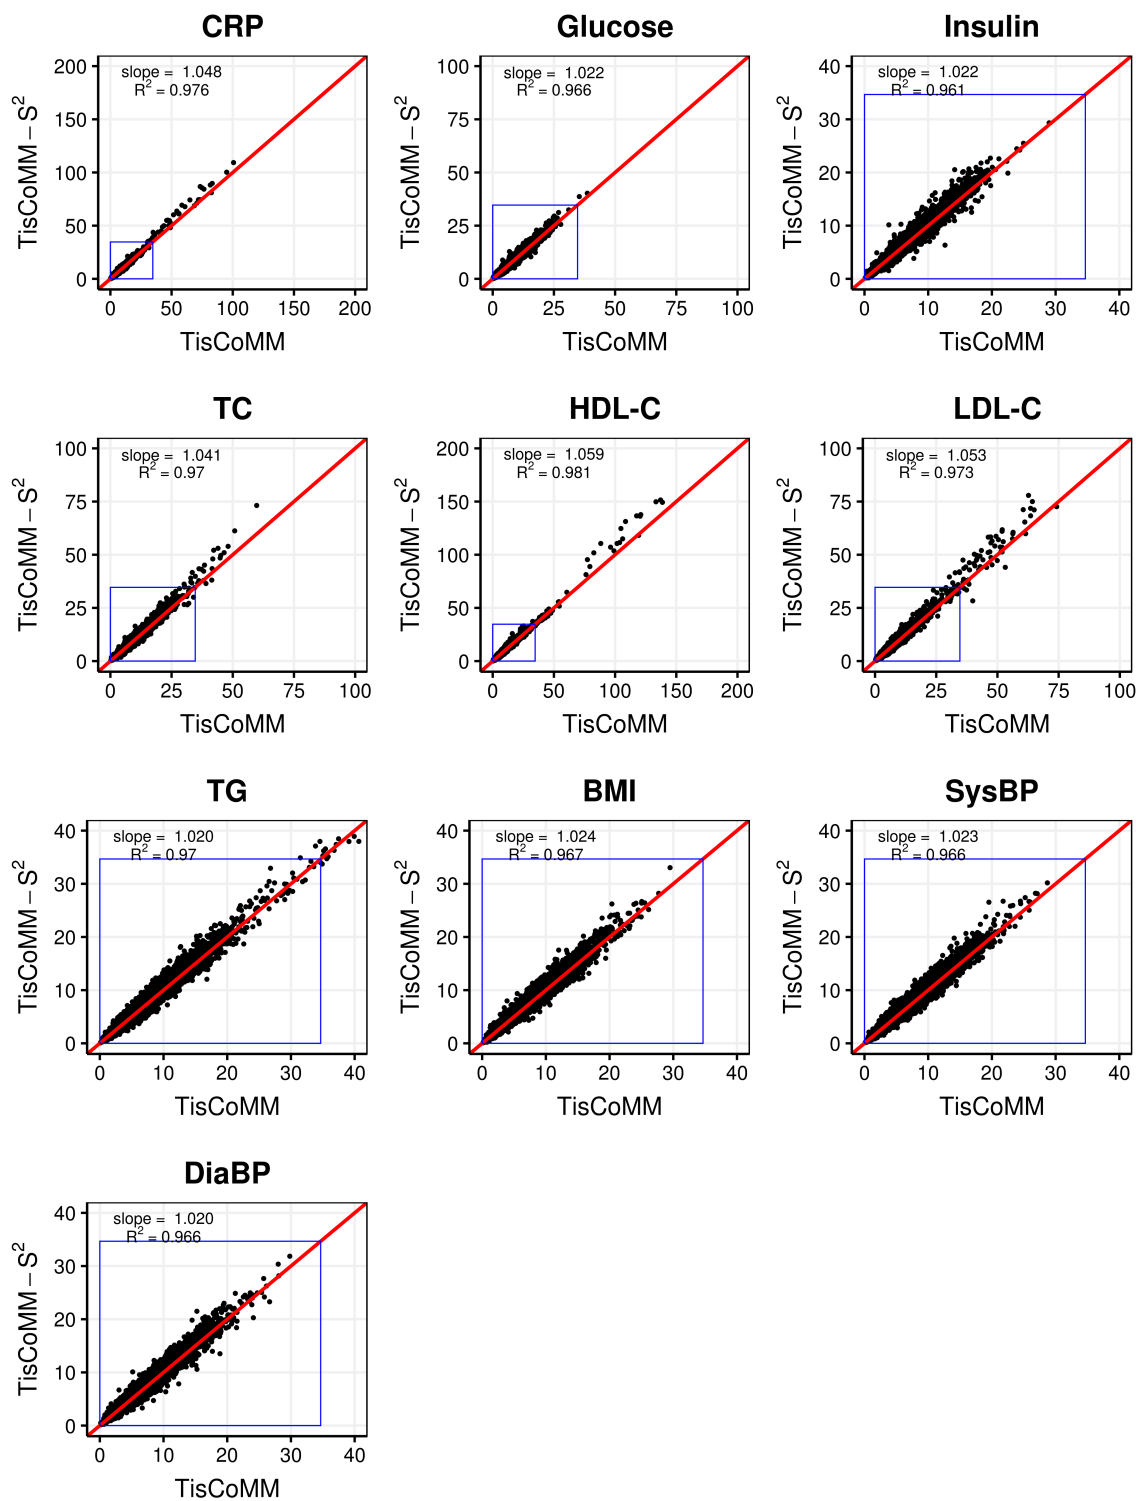 CRP
slope = 1.048
R² = 0.976
TisCoMM – S²
200
150
100
50
0
0 50 100 150 200
TisCoMM
Glucose
slope = 1.022
R² = 0.966
TisCoMM – S²
100
75
50
25
0
0 25 50 75 100
TisCoMM
Insulin
slope = 1.022
R² = 0.961
TisCoMM – S²
40
30
20
10
0
0 10 20 30 40
TisCoMM
TC
slope = 1.041
R² = 0.97
TisCoMM – S²
100
75
50
25
0
0 25 50 75 100
TisCoMM
HDL-C
slope = 1.059
R² = 0.981
TisCoMM – S²
200
150
100
50
0
0 50 100 150 200
TisCoMM
LDL-C
slope = 1.053
R² = 0.973
TisCoMM – S²
100
75
50
25
0
0 25 50 75 100
TisCoMM
TG
slope = 1.020
R² = 0.97
TisCoMM – S²
40
30
20
10
0
0 10 20 30 40
TisCoMM
BMI
slope = 1.024
R² = 0.967
TisCoMM – S²
40
30
20
10
0
0 10 20 30 40
TisCoMM
SysBP
slope = 1.023
R² = 0.966
TisCoMM – S²
40
30
20
10
0
0 10 20 30 40
TisCoMM
DiaBP
slope = 1.020
R² = 0.966
TisCoMM – S²
40
30
20
10
0
0 10 20 30 40
TisCoMM